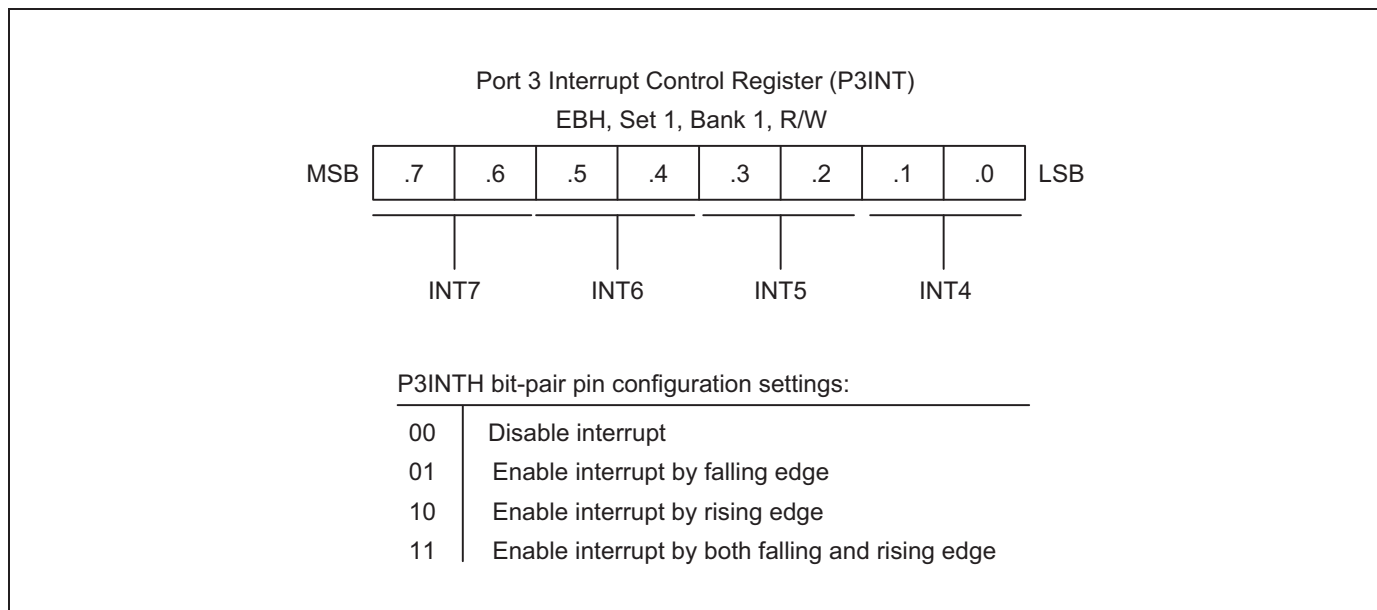 Port 3 Interrupt Control Register (P3INT)
EBH, Set 1, Bank 1, R/W
MSB .7 .6 .5 .4 .3 .2 .1 .0 LSB
INT7 INT6 INT5 INT4
P3INTH bit-pair pin configuration settings:
00 Disable interrupt
01 Enable interrupt by falling edge
10 Enable interrupt by rising edge
11 Enable interrupt by both falling and rising edge